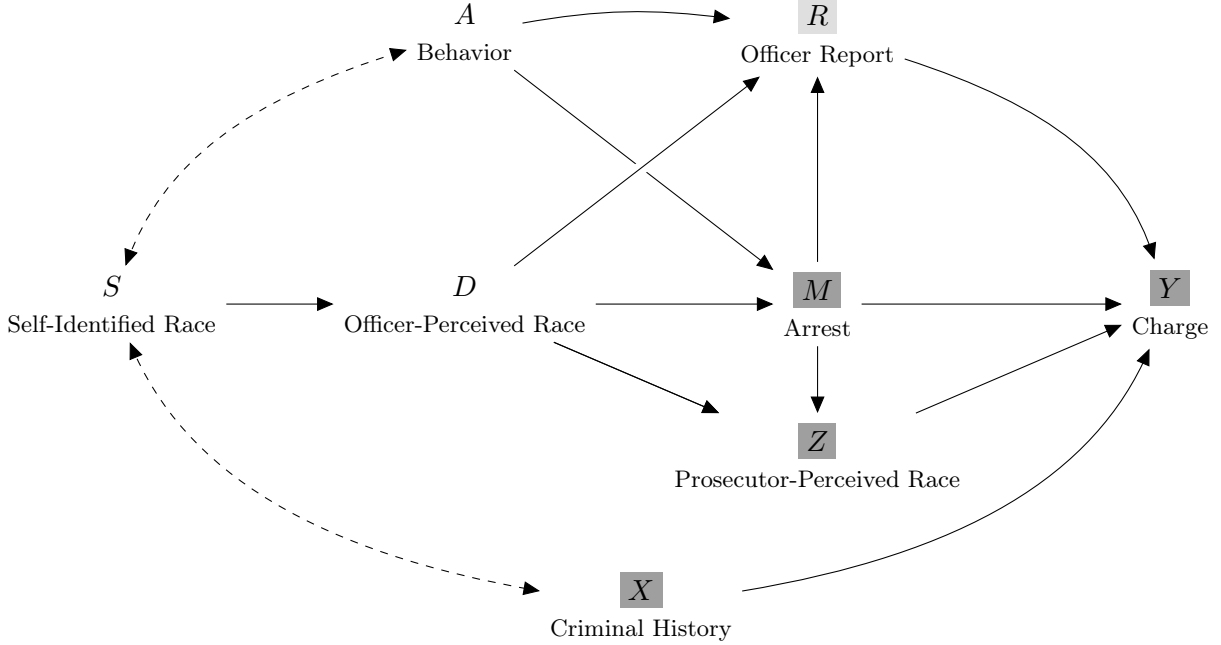 A
Behavior
R
Officer Report
S
Self-Identified Race
D
Officer-Perceived Race
M
Arrest
Y
Charge
Z
Prosecutor-Perceived Race
X
Criminal History